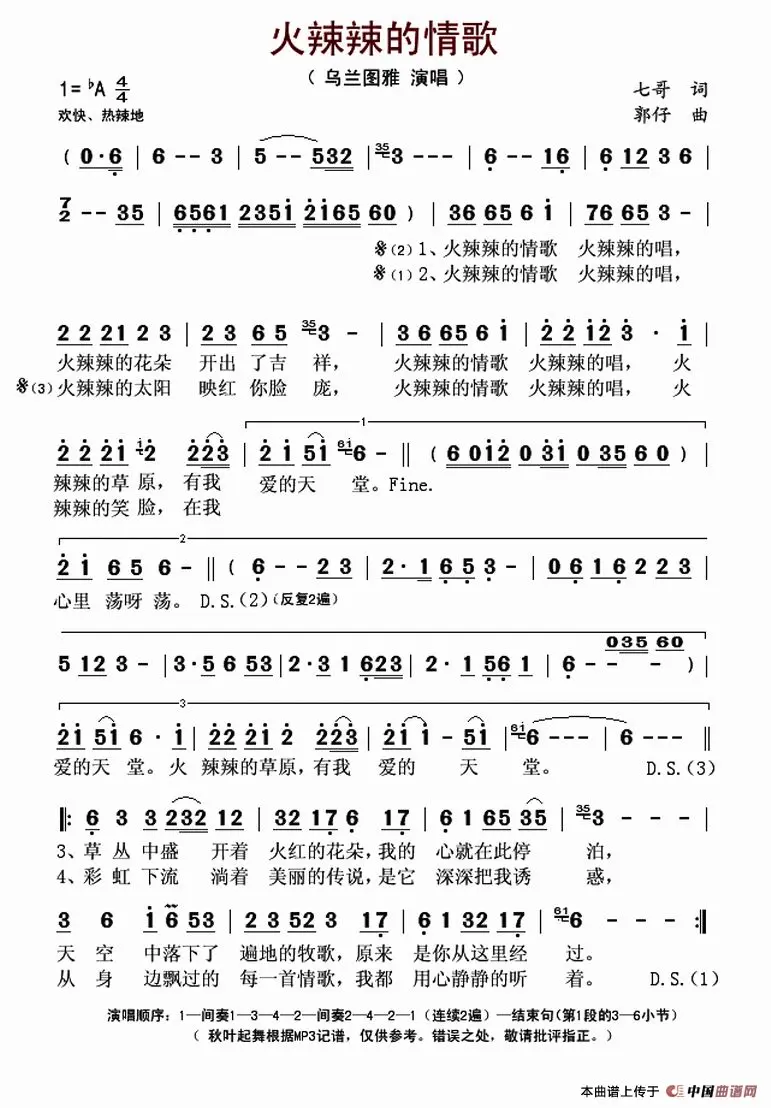 火辣辣的情歌
（ 乌兰图雅 演唱 ）
1=♭A 4/4
七哥 词
欢快、热辣地
郭仔 曲
( 0·6 | 6 - - 3 | 5 - - 532 | 35 3 - - - | 6 - - 16 | 6 12 3 6 |
7/2 - - 35 | 6561 2351 2165 60 ) | 36 65 6 1 | 76 65 3 - |
(2) 1、火辣辣的情歌 火辣辣的唱，
(1) 2、火辣辣的情歌 火辣辣的唱，
2 2 21 2 3 | 2 3 6 5 35 3 - | 36 65 6 1 | 22 12 3 · 1 |
火辣辣的花朵 开出 了吉 祥， 火辣辣的情歌 火辣辣的唱， 火
(3) 火辣辣的太阳 映红 你脸 庞， 火辣辣的情歌 火辣辣的唱， 火
1
22 21 i 2 223 | 2 1 51 6i 6 - || ( 6 012 0 31 0 35 60 ) |
辣辣的草 原，有我 爱的天 堂。Fine.
辣辣的笑 脸，在我
2
2 1 6 5 6 - || ( 6 - - 2 3 | 2· 1 6 5 3 - | 0 6 1 6 2 2 3 |
心里 荡呀 荡。 D.S.(2)(反复2遍)
035 60
5 12 3 - | 3·5 6 53 | 2·3 1 623 | 2· 1 56 1 | 6 - - - ) |
3
21 51 6 · 1 | 22 21 2 223 | 21 1 - 51 | 6i 6 - - - | 6 - - - ||
爱的天 堂。火 辣辣的草原，有我 爱的 天 堂。 D.S.(3)
||: 6 3 3 232 12 | 32 17 6 17 | 6 1 65 35 | 35 3 - - - |
3、草 丛 中盛 开着 火红的花朵，我的 心就在此停 泊，
4、彩 虹 下流 淌着 美丽的传说，是它 深深把我诱 惑，
3 6 1 6 53 | 2 3 52 3 17 | 6 1 32 17 | 61 6 - - - :||
天 空 中落下了 遍地的牧歌，原来 是你从这里经 过。
从 身 边飘过的 每一首情歌，我都 用心静静的听 着。 D.S.(1)
演唱顺序：1—间奏1—3—4—2—间奏2—4—2—1（连续2遍）—结束句(第1段的3—6小节)
（ 秋叶起舞根据MP3记谱，仅供参考。错误之处，敬请批评指正。）
本曲谱上传于 中国曲谱网